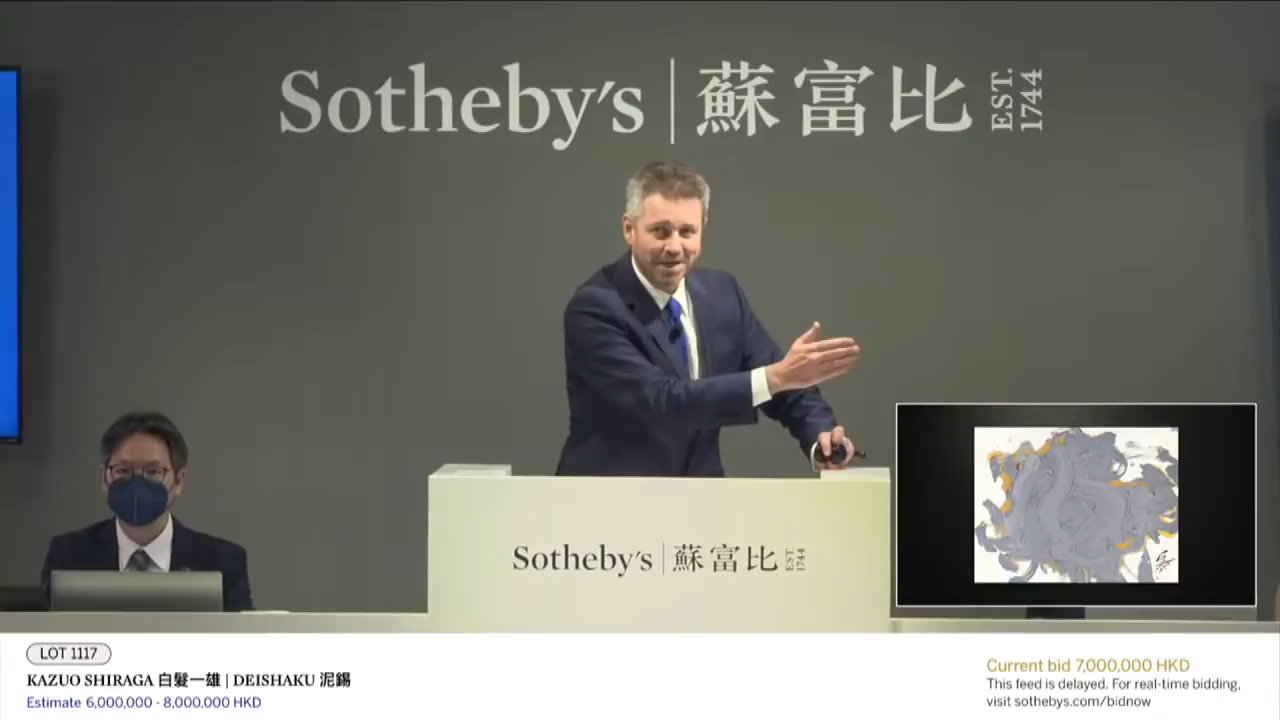 Sotheby's | 蘇富比 EST. 1744
Sotheby's | 蘇富比 EST. 1744
LOT 1117
KAZUO SHIRAGA 白髮一雄 | DEISHAKU 泥錫
Estimate 6,000,000 - 8,000,000 HKD
Current bid 7,000,000 HKD
This feed is delayed. For real-time bidding,
visit sothebys.com/bidnow